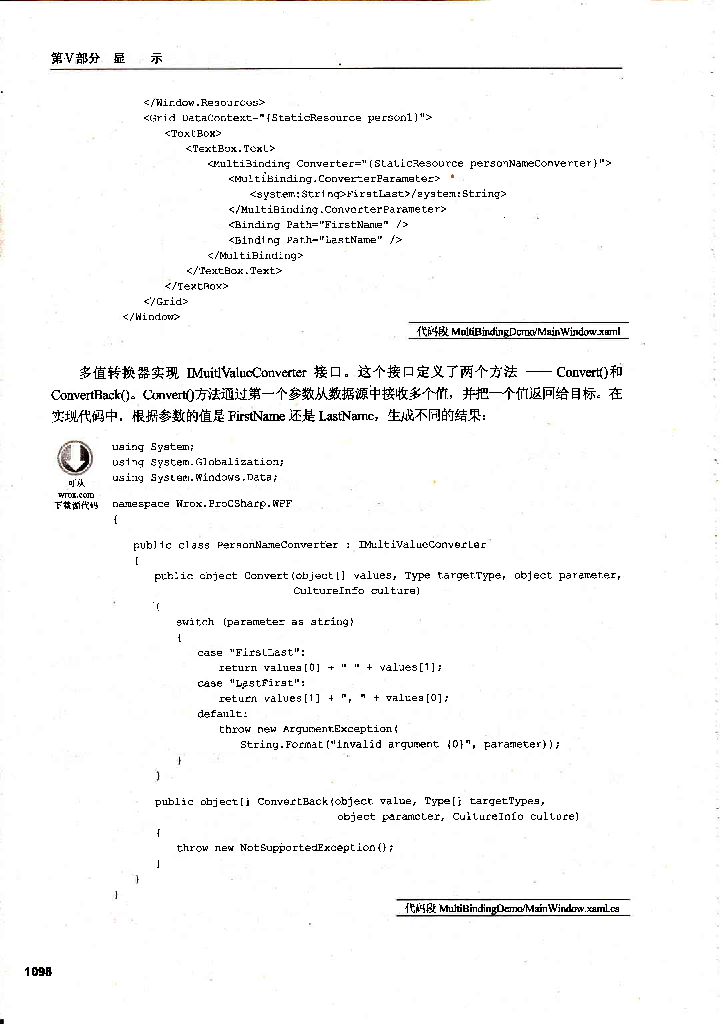 第V部分 显 示
</Window.Resources>
<Grid DataContext="{StaticResource person1}">
<TextBox>
<TextBox.Text>
<MultiBinding Converter="{StaticResource personNameConverter}">
<MultiBinding.ConverterParameter>
<system:String>FirstLast</system:String>
</MultiBinding.ConverterParameter>
<Binding Path="FirstName" />
<Binding Path="LastName" />
</MultiBinding>
</TextBox.Text>
</TextBox>
</Grid>
</Window>
代码段 MultiBindingDemo/MainWindow.xaml
多值转换器实现 IMultiValueConverter 接口。这个接口定义了两个方法 —— Convert()和
ConvertBack()。Convert()方法通过第一个参数从数据源中接收多个值，并把一个值返回给目标。在
实现代码中，根据参数的值是 FirstName 还是 LastName，生成不同的结果：
可从
wrox.com
下载源代码
using System;
using System.Globalization;
using System.Windows.Data;
namespace Wrox.ProCSharp.WPF
{
public class PersonNameConverter : IMultiValueConverter
{
public object Convert(object[] values, Type targetType, object parameter,
CultureInfo culture)
{
switch (parameter as string)
{
case "FirstLast":
return values[0] + " " + values[1];
case "LastFirst":
return values[1] + ", " + values[0];
default:
throw new ArgumentException(
String.Format("invalid argument {0}", parameter));
}
}
public object[] ConvertBack(object value, Type[] targetTypes,
object parameter, CultureInfo culture)
{
throw new NotSupportedException();
}
}
}
代码段 MultiBindingDemo/MainWindow.xaml.cs
1098